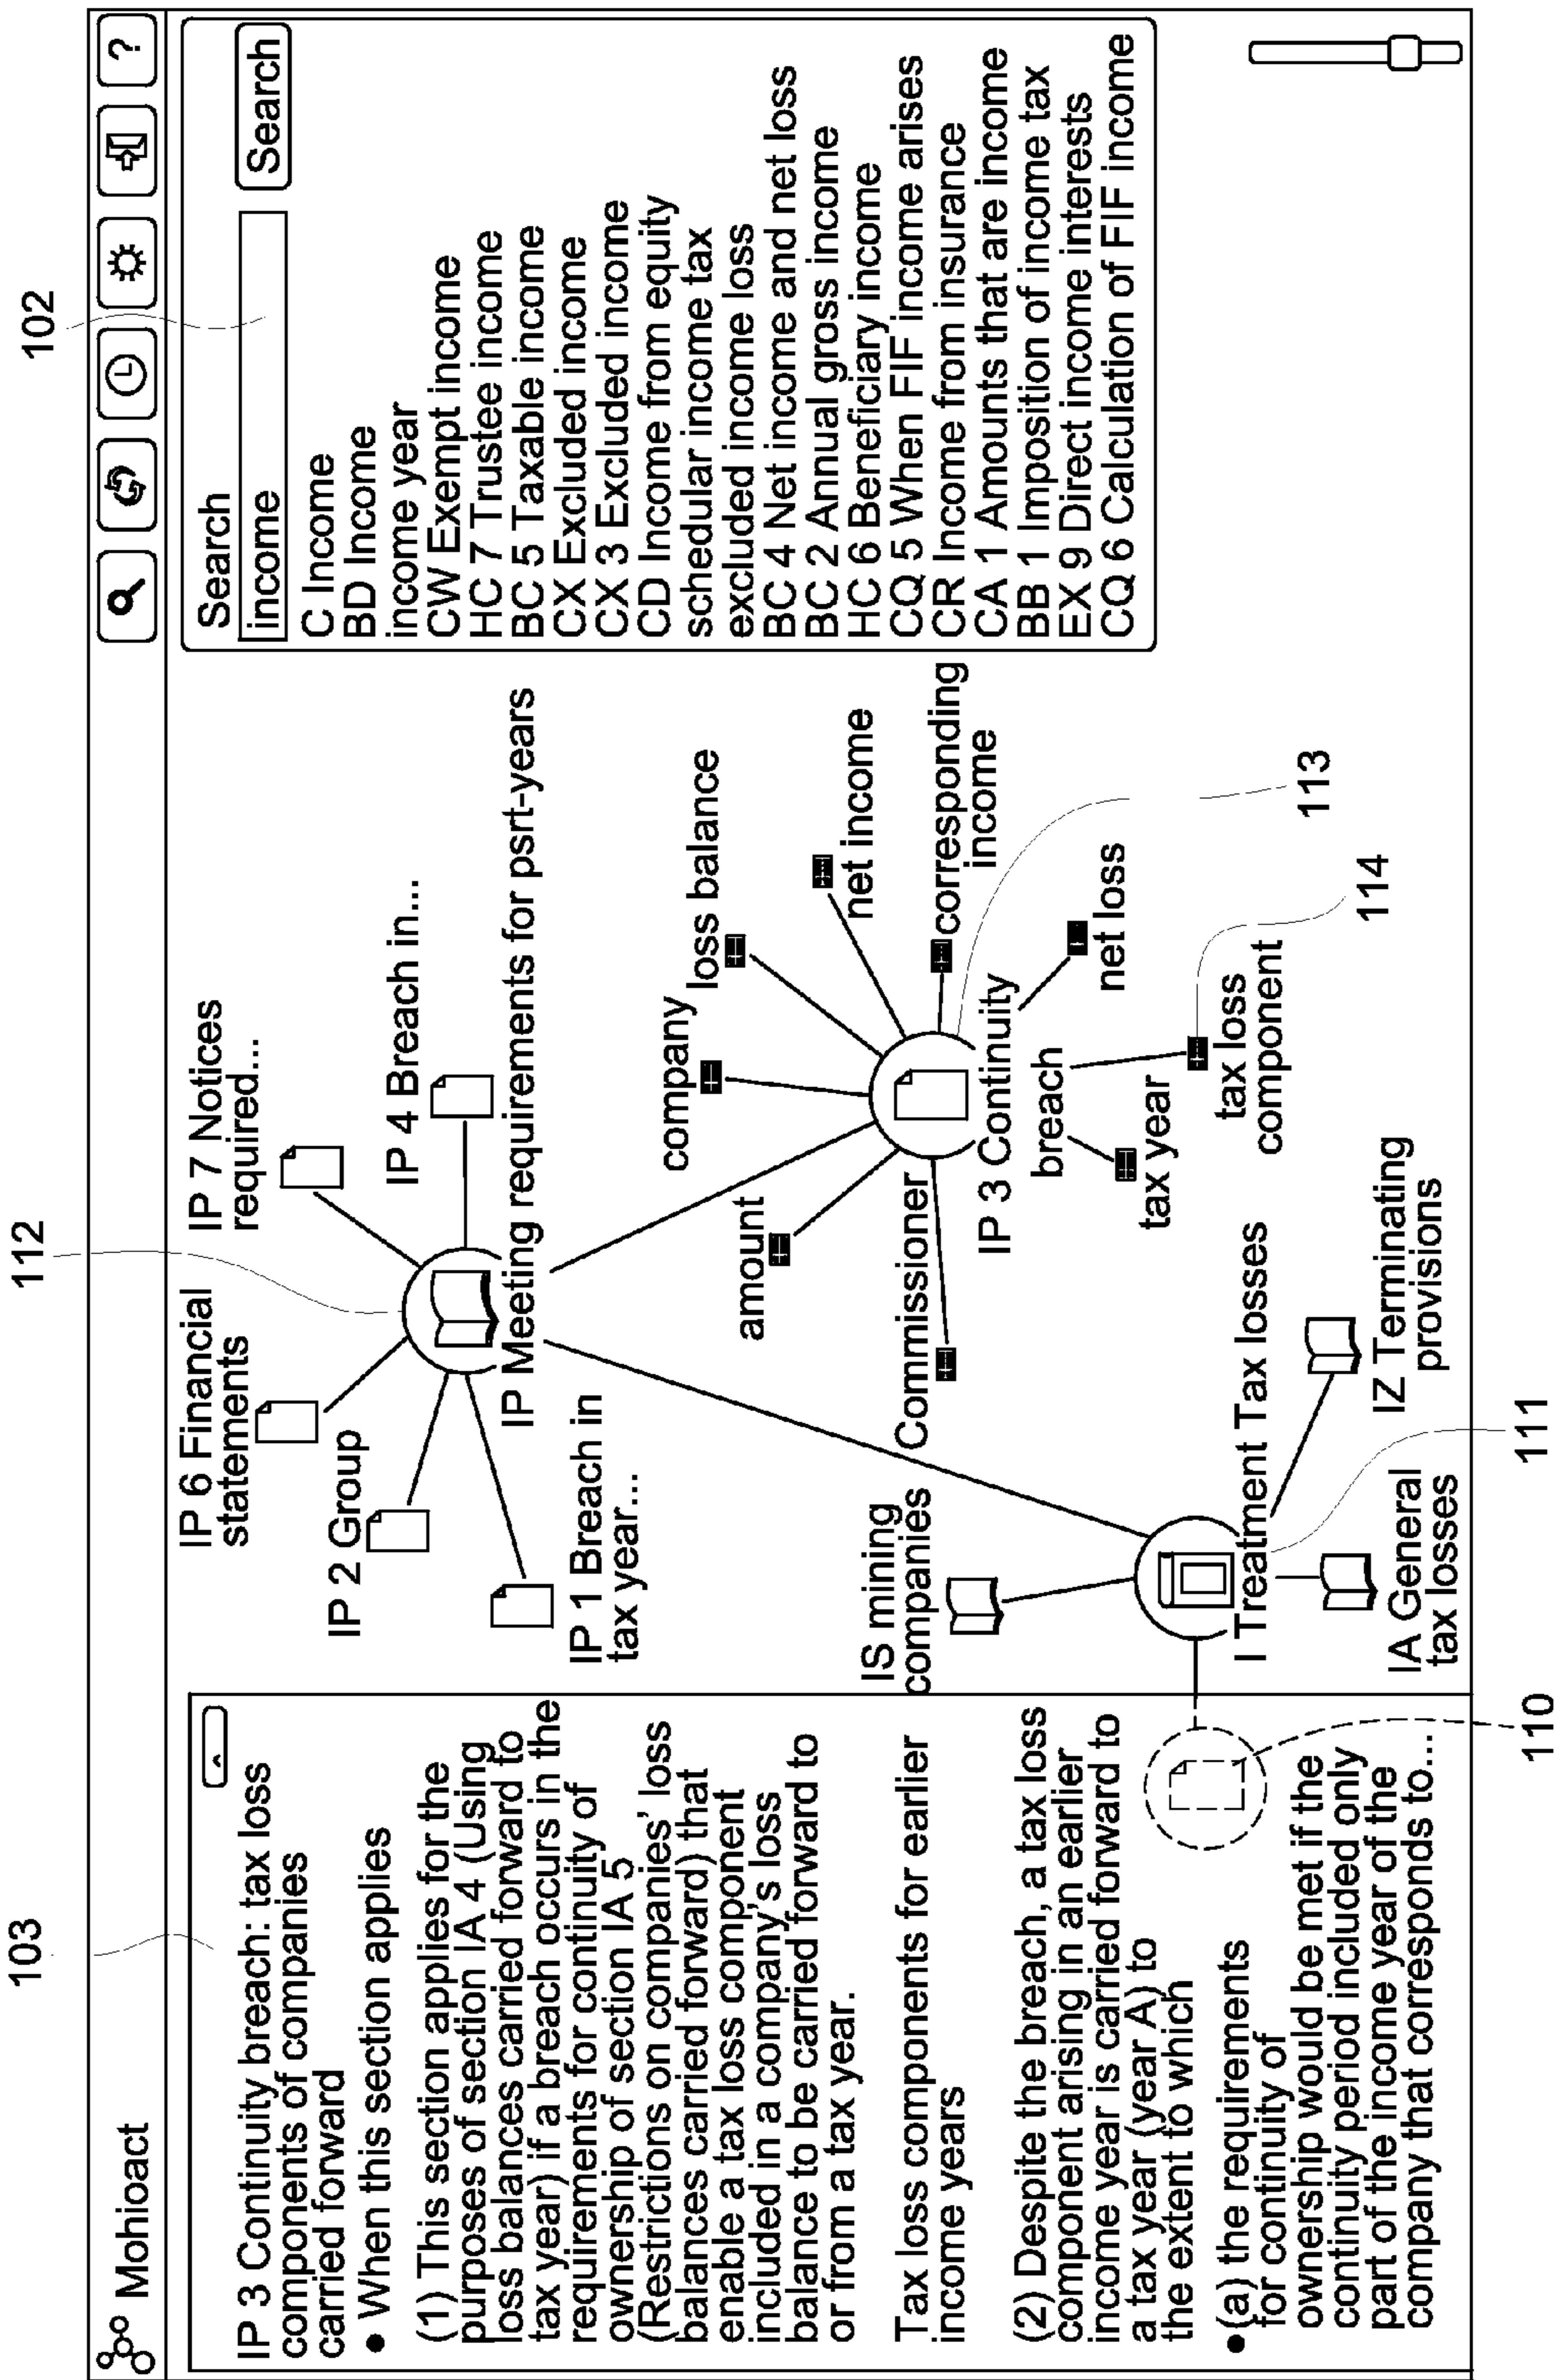 Mohioact
103
IP 3 Continuity breach: tax loss
components of companies
carried forward
• When this section applies
(1) This section applies for the
purposes of section IA 4 (Using
loss balances carried forward to
tax year) if a breach occurs in the
requirements for continuity of
ownership of section IA 5
(Restrictions on companies' loss
balances carried forward) that
enable a tax loss component
included in a company's loss
balance to be carried forward to
or from a tax year.
Tax loss components for earlier
income years
(2) Despite the breach, a tax loss
component arising in an earlier
income year is carried forward to
a tax year (year A) to
the extent to which
•(a) the requirements
for continuity of
ownership would be met if the
continuity period included only
part of the income year of the
company that corresponds to...
110
112
IP 6 Financial
statements
IP 7 Notices
required...
IP 2 Group
IP 4 Breach in...
IP 1 Breach in
tax year...
IP Meeting requirements for psrt-years
company
loss balance
amount
net income
Commissioner
corresponding
income
IP 3 Continuity
breach
net loss
tax year
tax loss
component
113
114
IS mining
companies
I Treatment Tax losses
IA General
tax losses
IZ Terminating
provisions
111
102
?
Search
income
Search
C Income
BD Income
income year
CW Exempt income
HC 7 Trustee income
BC 5 Taxable income
CX Excluded income
CX 3 Excluded income
CD Income from equity
schedular income tax
excluded income loss
BC 4 Net income and net loss
BC 2 Annual gross income
HC 6 Beneficiary income
CQ 5 When FIF income arises
CR Income from insurance
CA 1 Amounts that are income
BB 1 Imposition of income tax
EX 9 Direct income interests
CQ 6 Calculation of FIF income